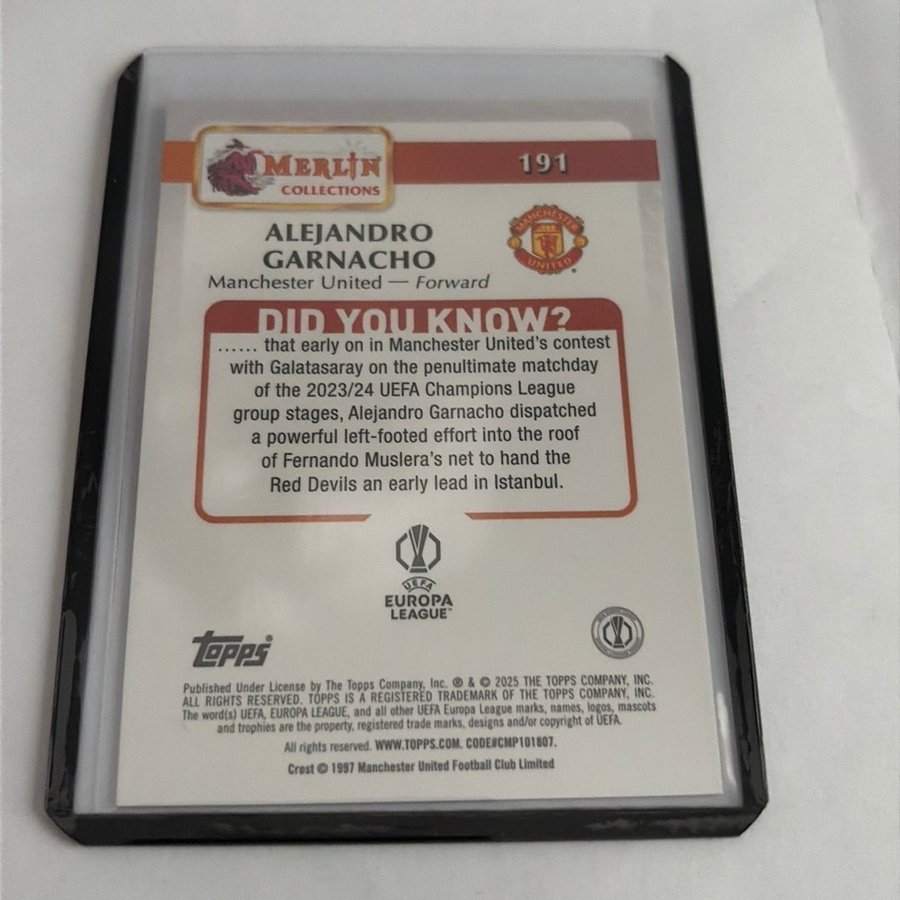 MERLIN
COLLECTIONS
191
ALEJANDRO
GARNACHO
Manchester United — Forward
MANCHESTER
UNITED
DID YOU KNOW?
...... that early on in Manchester United's contest
with Galatasaray on the penultimate matchday
of the 2023/24 UEFA Champions League
group stages, Alejandro Garnacho dispatched
a powerful left-footed effort into the roof
of Fernando Muslera's net to hand the
Red Devils an early lead in Istanbul.
UEFA
EUROPA
LEAGUE™
Topps®
Published Under License by The Topps Company, Inc. ® & © 2025 THE TOPPS COMPANY, INC.
ALL RIGHTS RESERVED. TOPPS IS A REGISTERED TRADEMARK OF THE TOPPS COMPANY, INC.
The word(s) UEFA, EUROPA LEAGUE, and all other UEFA Europa League marks, names, logos, mascots
and trophies are the property, registered trade marks, designs and/or copyright of UEFA.
All rights reserved. WWW.TOPPS.COM. CODE#CMP101807.
Crest © 1997 Manchester United Football Club Limited